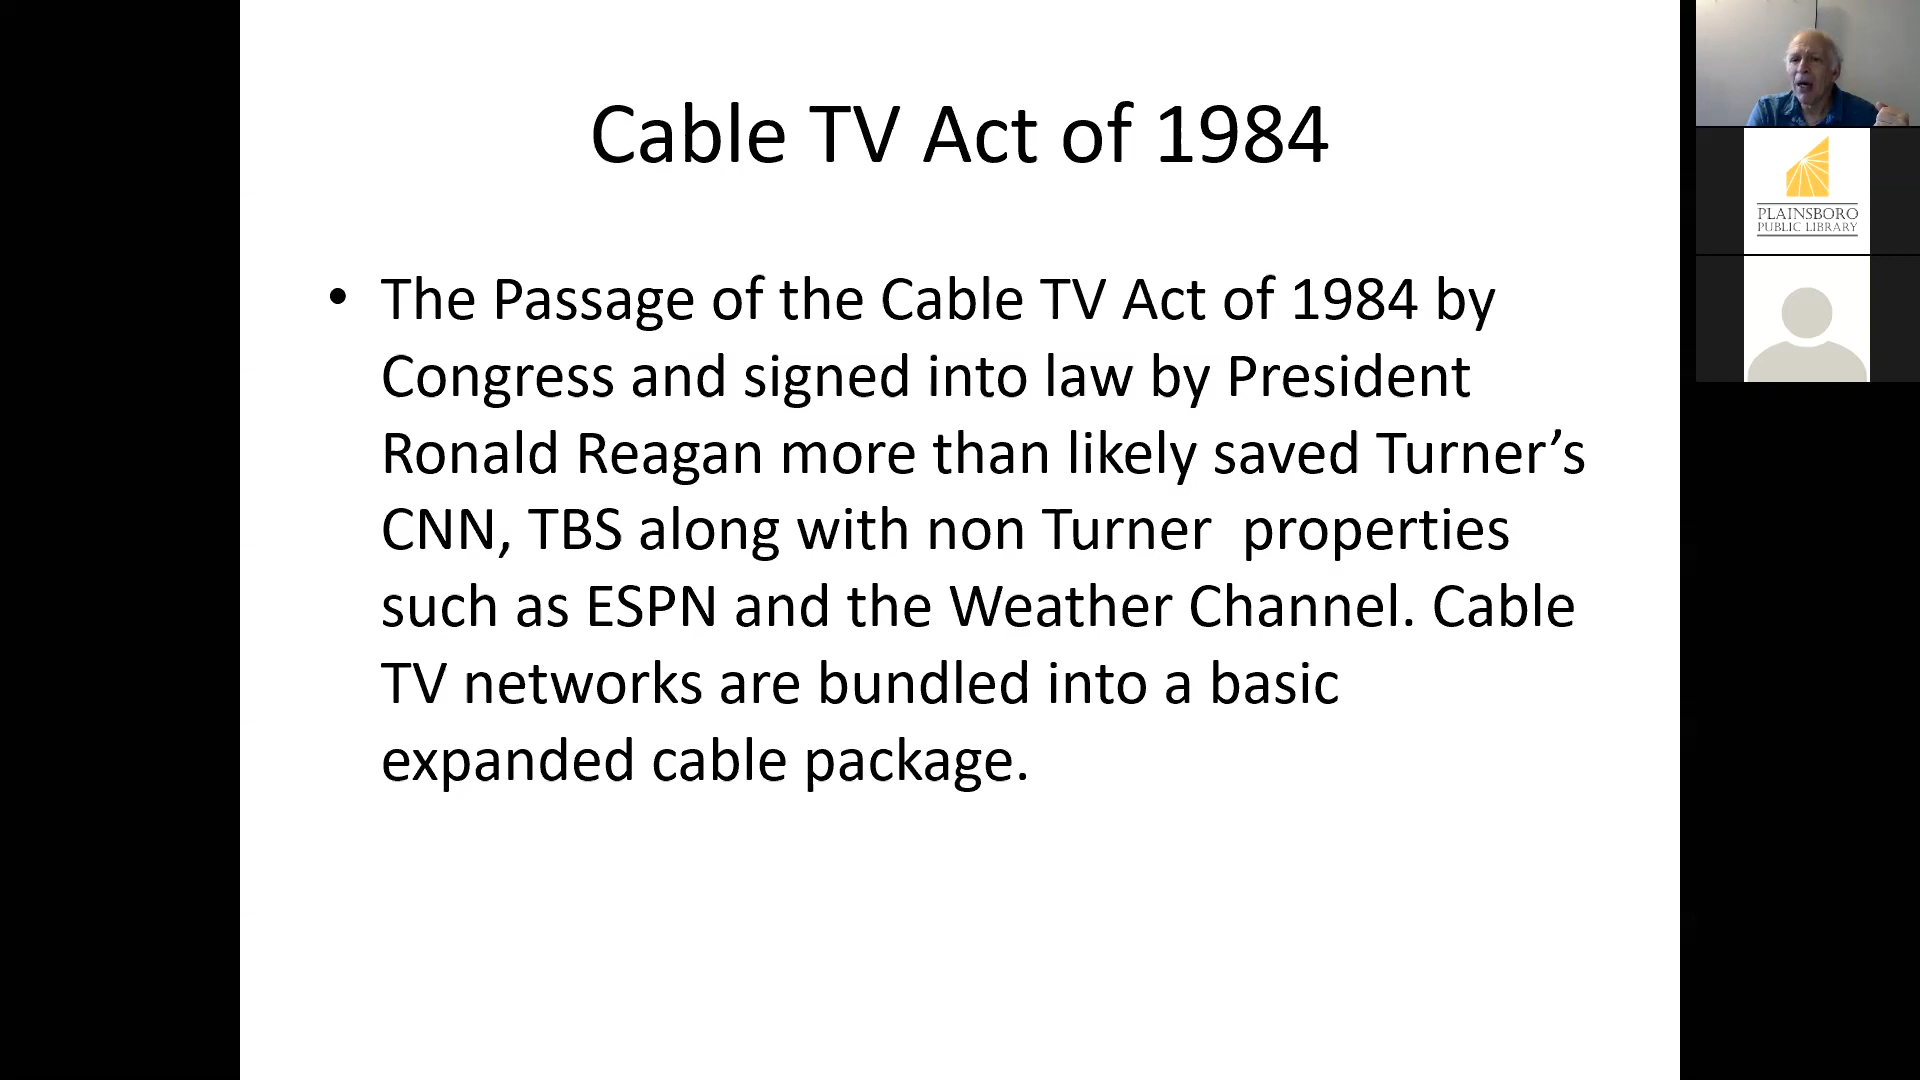 Cable TV Act of 1984
• The Passage of the Cable TV Act of 1984 by
Congress and signed into law by President
Ronald Reagan more than likely saved Turner’s
CNN, TBS along with non Turner  properties
such as ESPN and the Weather Channel. Cable
TV networks are bundled into a basic
expanded cable package.
PLAINSBORO
PUBLIC LIBRARY